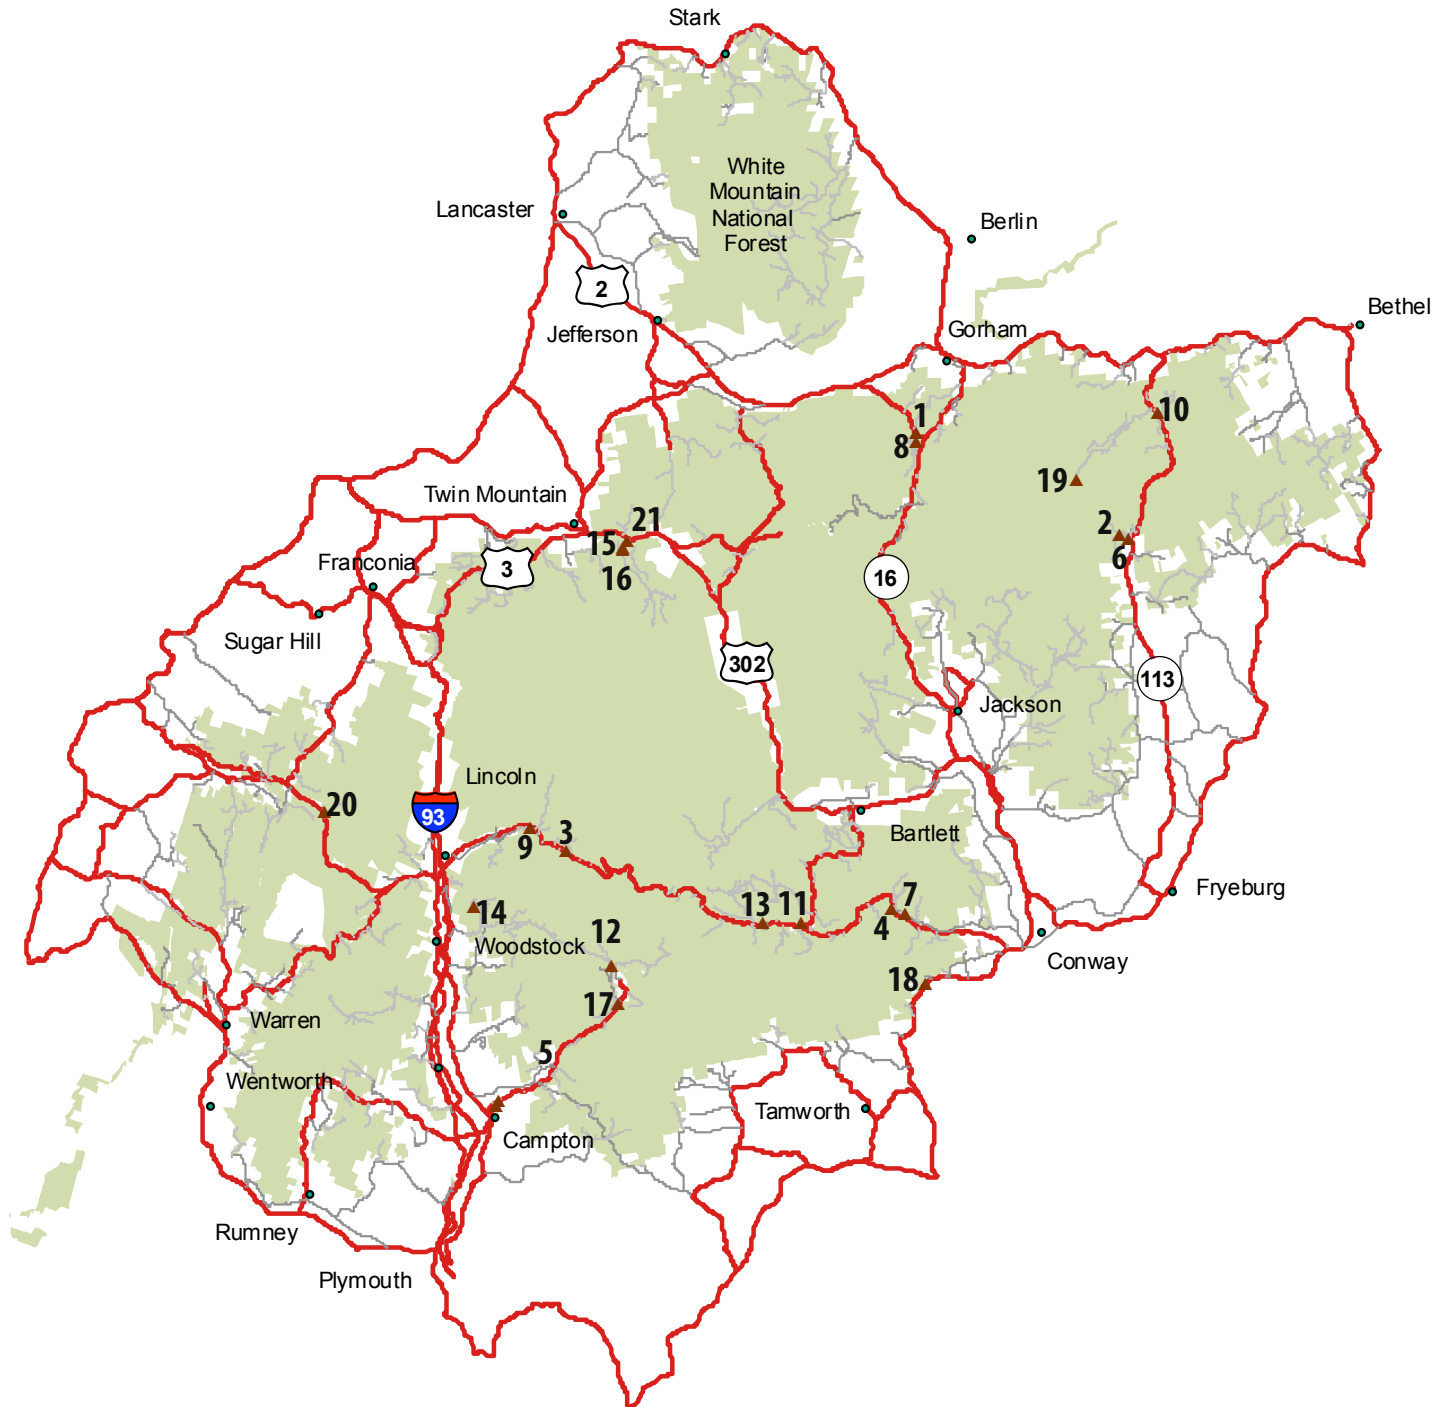 Stark
White
Mountain
National
Forest
Lancaster
Berlin
2
Bethel
Jefferson
Gorham
1
8
10
19
Twin Mountain
21
2
15
6
3
16
Franconia
16
Sugar Hill
302
113
Jackson
Lincoln
20
93
9
3
Bartlett
Fryeburg
14
13
11
7
4
12
Woodstock
Conway
18
17
Warren
5
Wentworth
Tamworth
Campton
Rumney
Plymouth